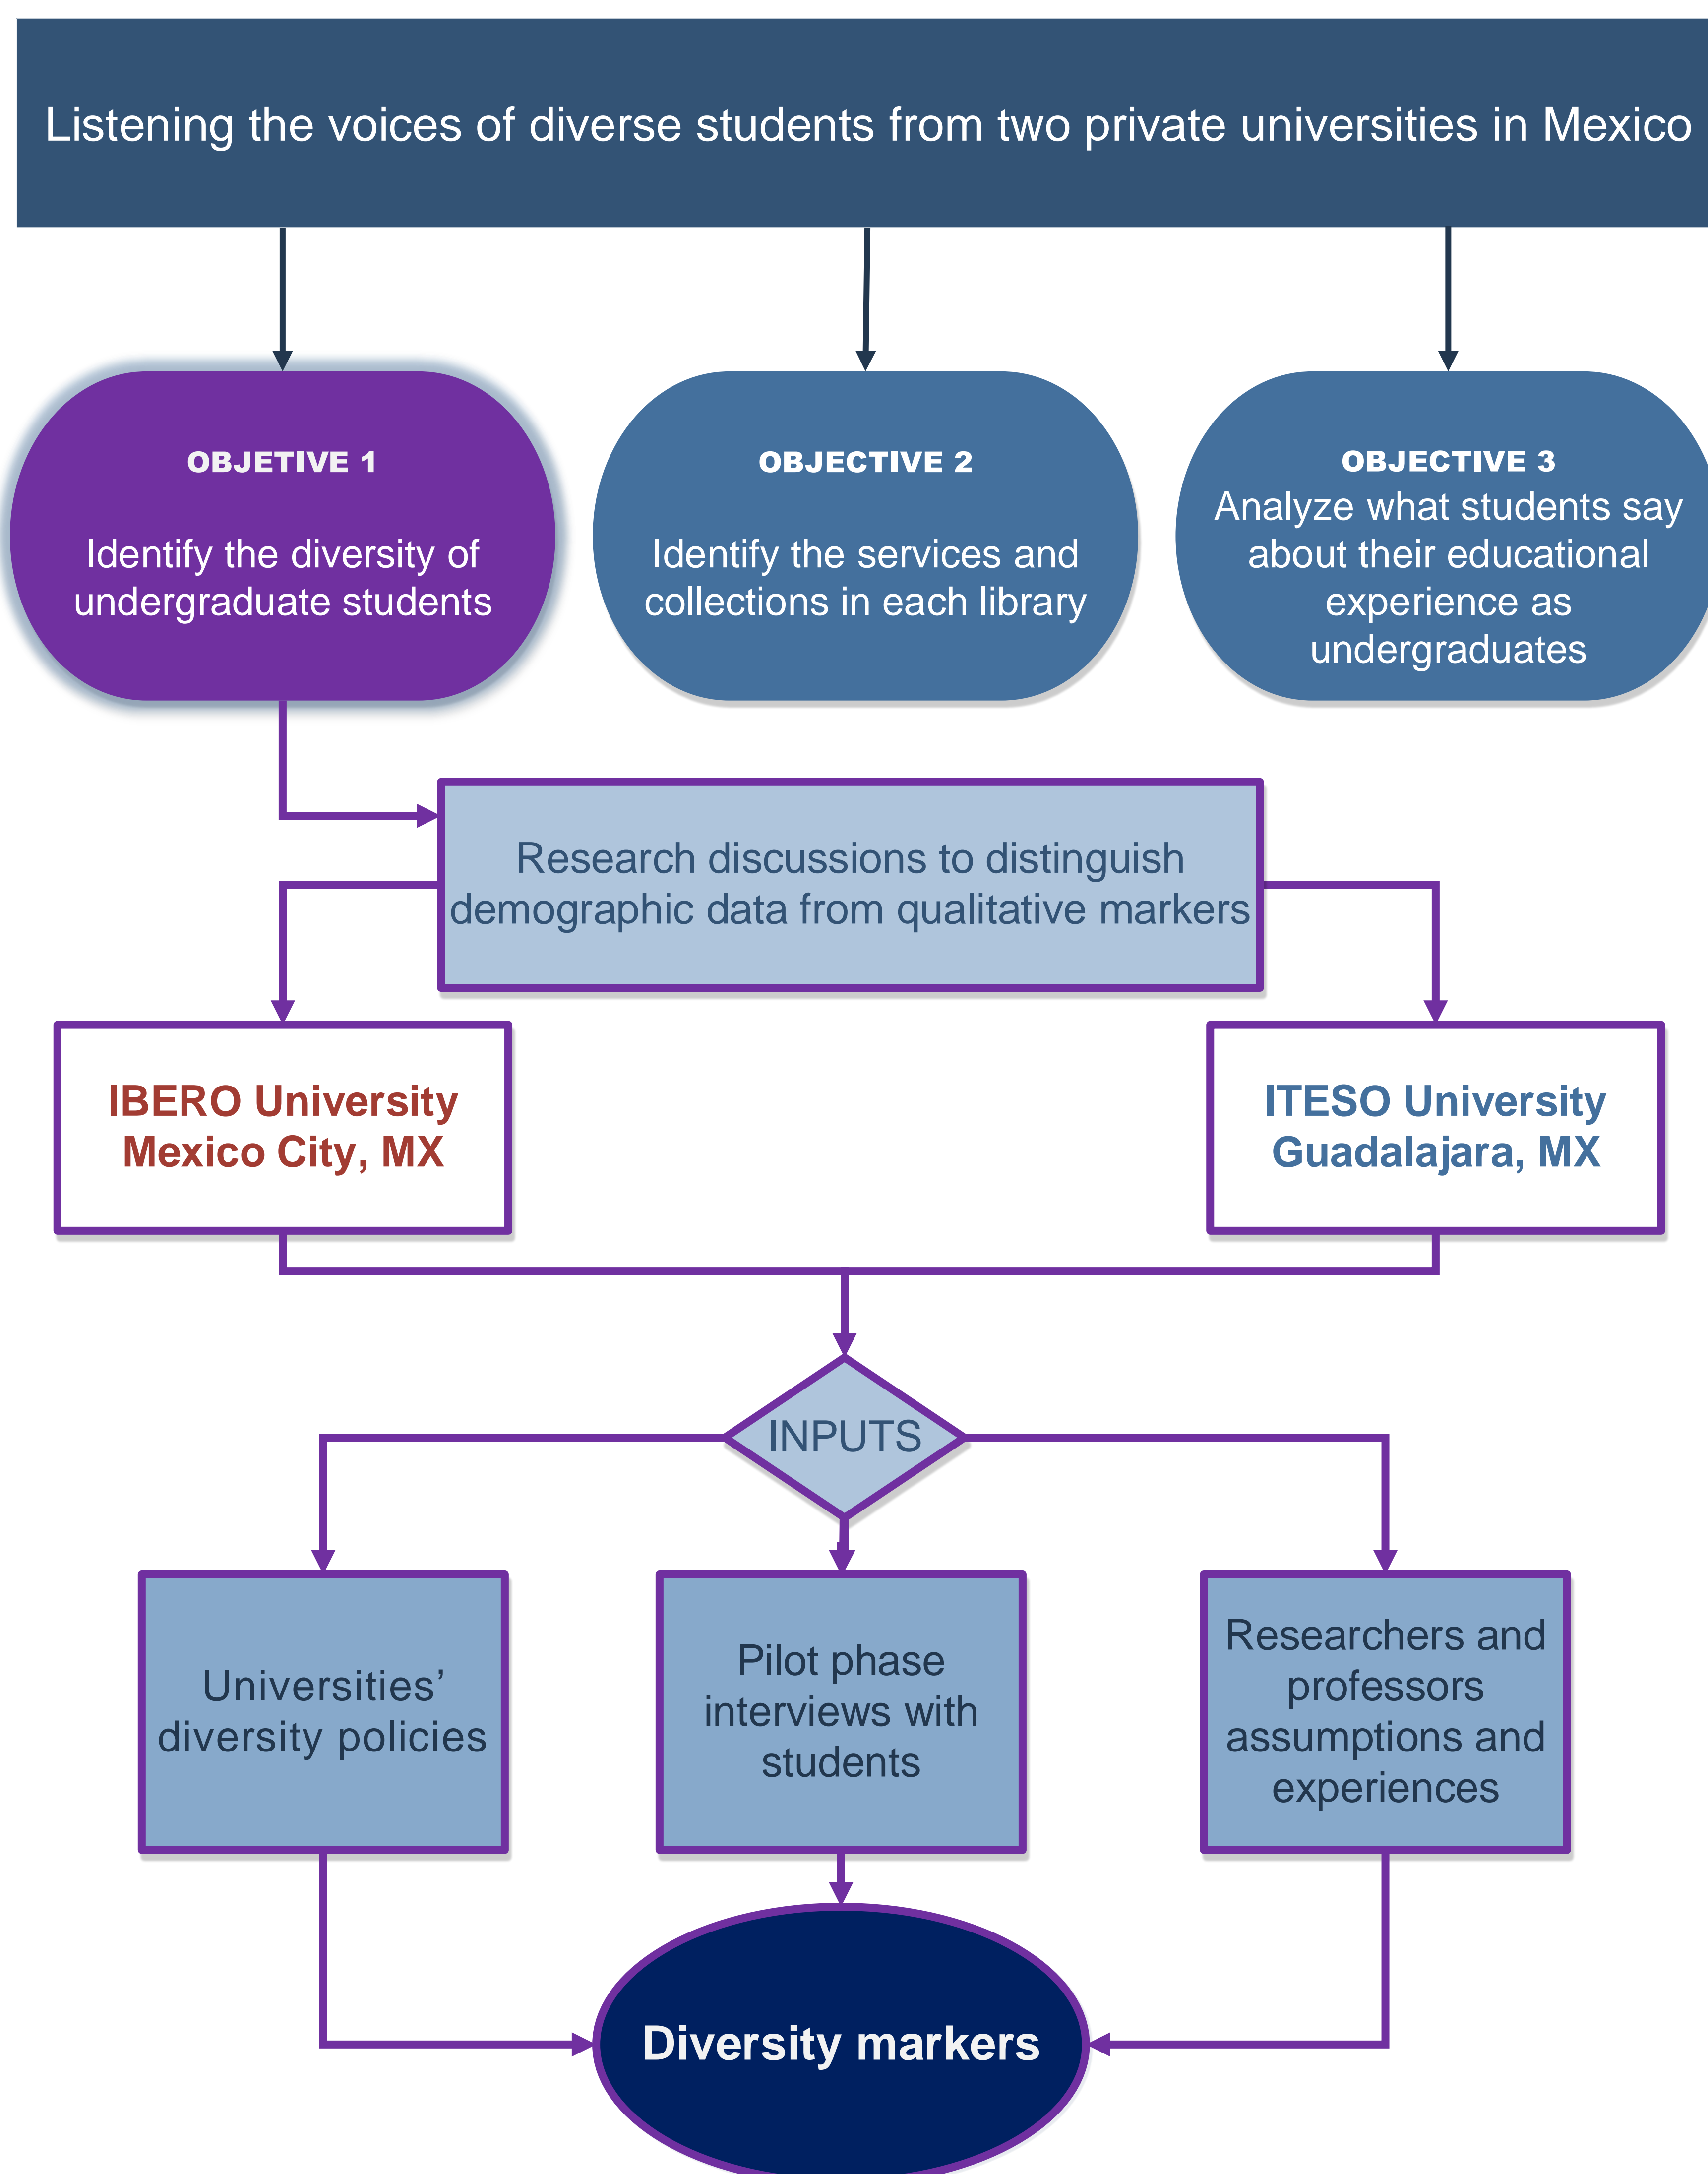 Listening the voices of diverse students from two private universities in Mexico
OBJETIVE 1
Identify the diversity of
undergraduate students
OBJECTIVE 2
Identify the services and
collections in each library
OBJECTIVE 3
Analyze what students say
about their educational
experience as
undergraduates
Research discussions to distinguish
demographic data from qualitative markers
IBERO University
Mexico City, MX
ITESO University
Guadalajara, MX
INPUTS
Universities’
diversity policies
Pilot phase
interviews with
students
Researchers and
professors
assumptions and
experiences
Diversity markers